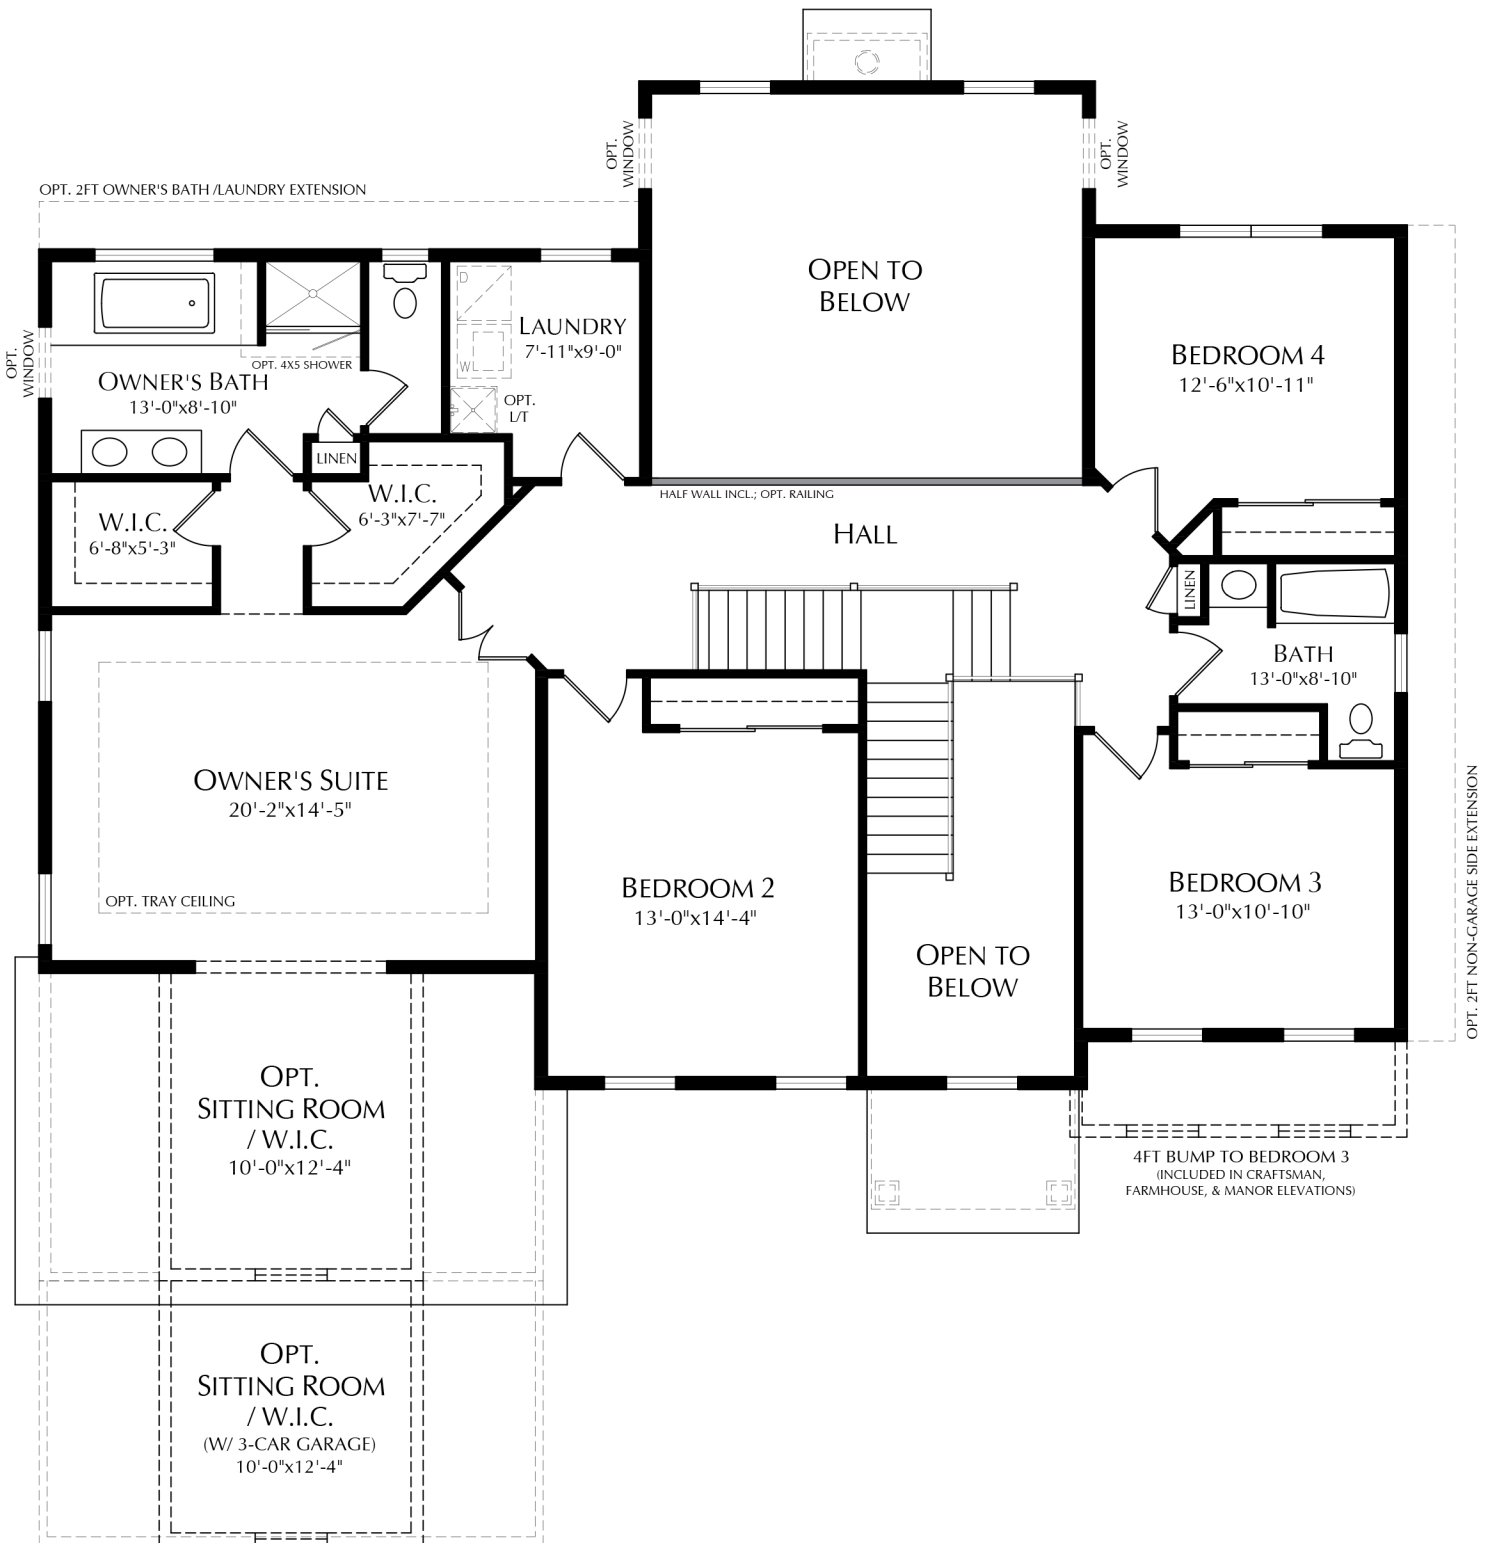 OPT.
WINDOW
OPT.
WINDOW
OPT. 2FT OWNER'S BATH /LAUNDRY EXTENSION
OPEN TO
BELOW
D
LAUNDRY
7'-11"x9'-0"
W
OPT.
L/T
OPT.
WINDOW
OPT. 4X5 SHOWER
OWNER'S BATH
13'-0"x8'-10"
BEDROOM 4
12'-6"x10'-11"
LINEN
W.I.C.
6'-3"x7'-7"
W.I.C.
6'-8"x5'-3"
HALF WALL INCL.; OPT. RAILING
HALL
LINEN
BATH
13'-0"x8'-10"
OWNER'S SUITE
20'-2"x14'-5"
OPT. TRAY CEILING
BEDROOM 2
13'-0"x14'-4"
OPEN TO
BELOW
BEDROOM 3
13'-0"x10'-10"
OPT. 2FT NON-GARAGE SIDE EXTENSION
OPT.
SITTING ROOM
/ W.I.C.
10'-0"x12'-4"
4FT BUMP TO BEDROOM 3
(INCLUDED IN CRAFTSMAN,
FARMHOUSE, & MANOR ELEVATIONS)
OPT.
SITTING ROOM
/ W.I.C.
(W/ 3-CAR GARAGE)
10'-0"x12'-4"